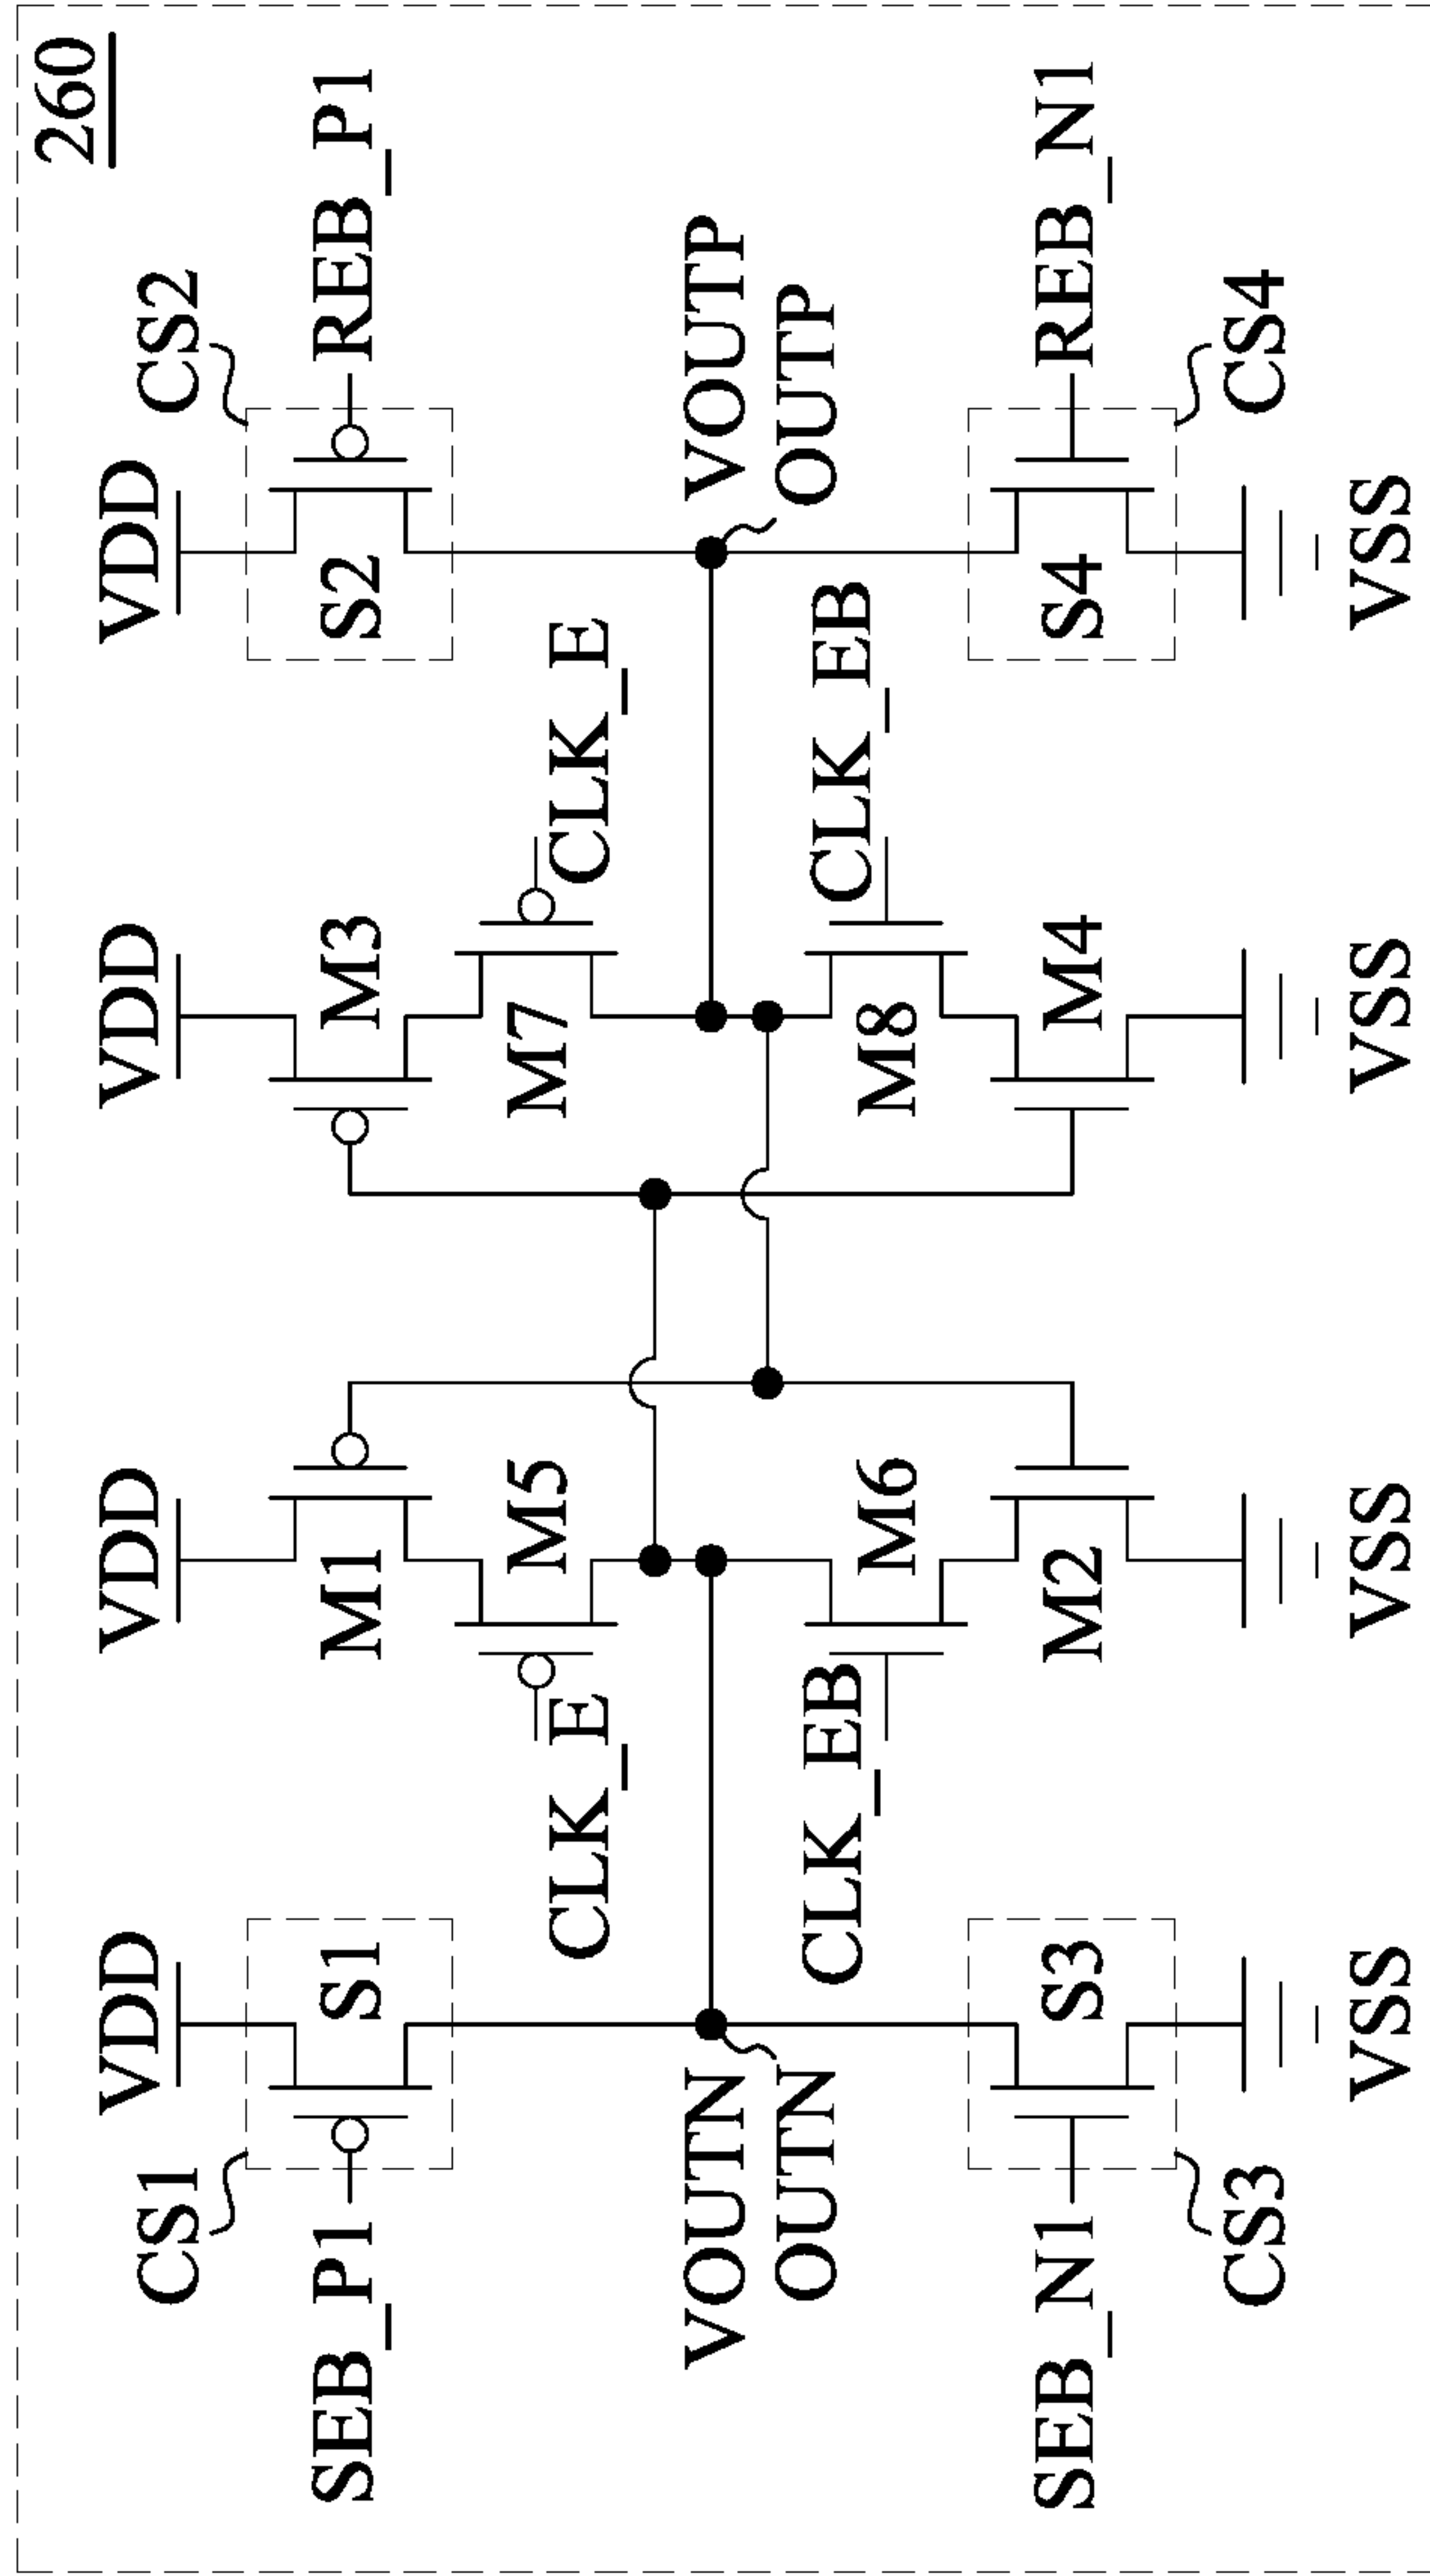 260
VDD
VDD
VDD
VDD
CS1
CS2
SEB_P1
S1
M1
M3
S2
REB_P1
M5
M7
CLK_E
CLK_E
VOUTN
VOUTP
OUTN
OUTP
CLK_EB
CLK_EB
M6
M8
SEB_N1
S3
M2
M4
S4
REB_N1
CS3
CS4
VSS
VSS
VSS
VSS